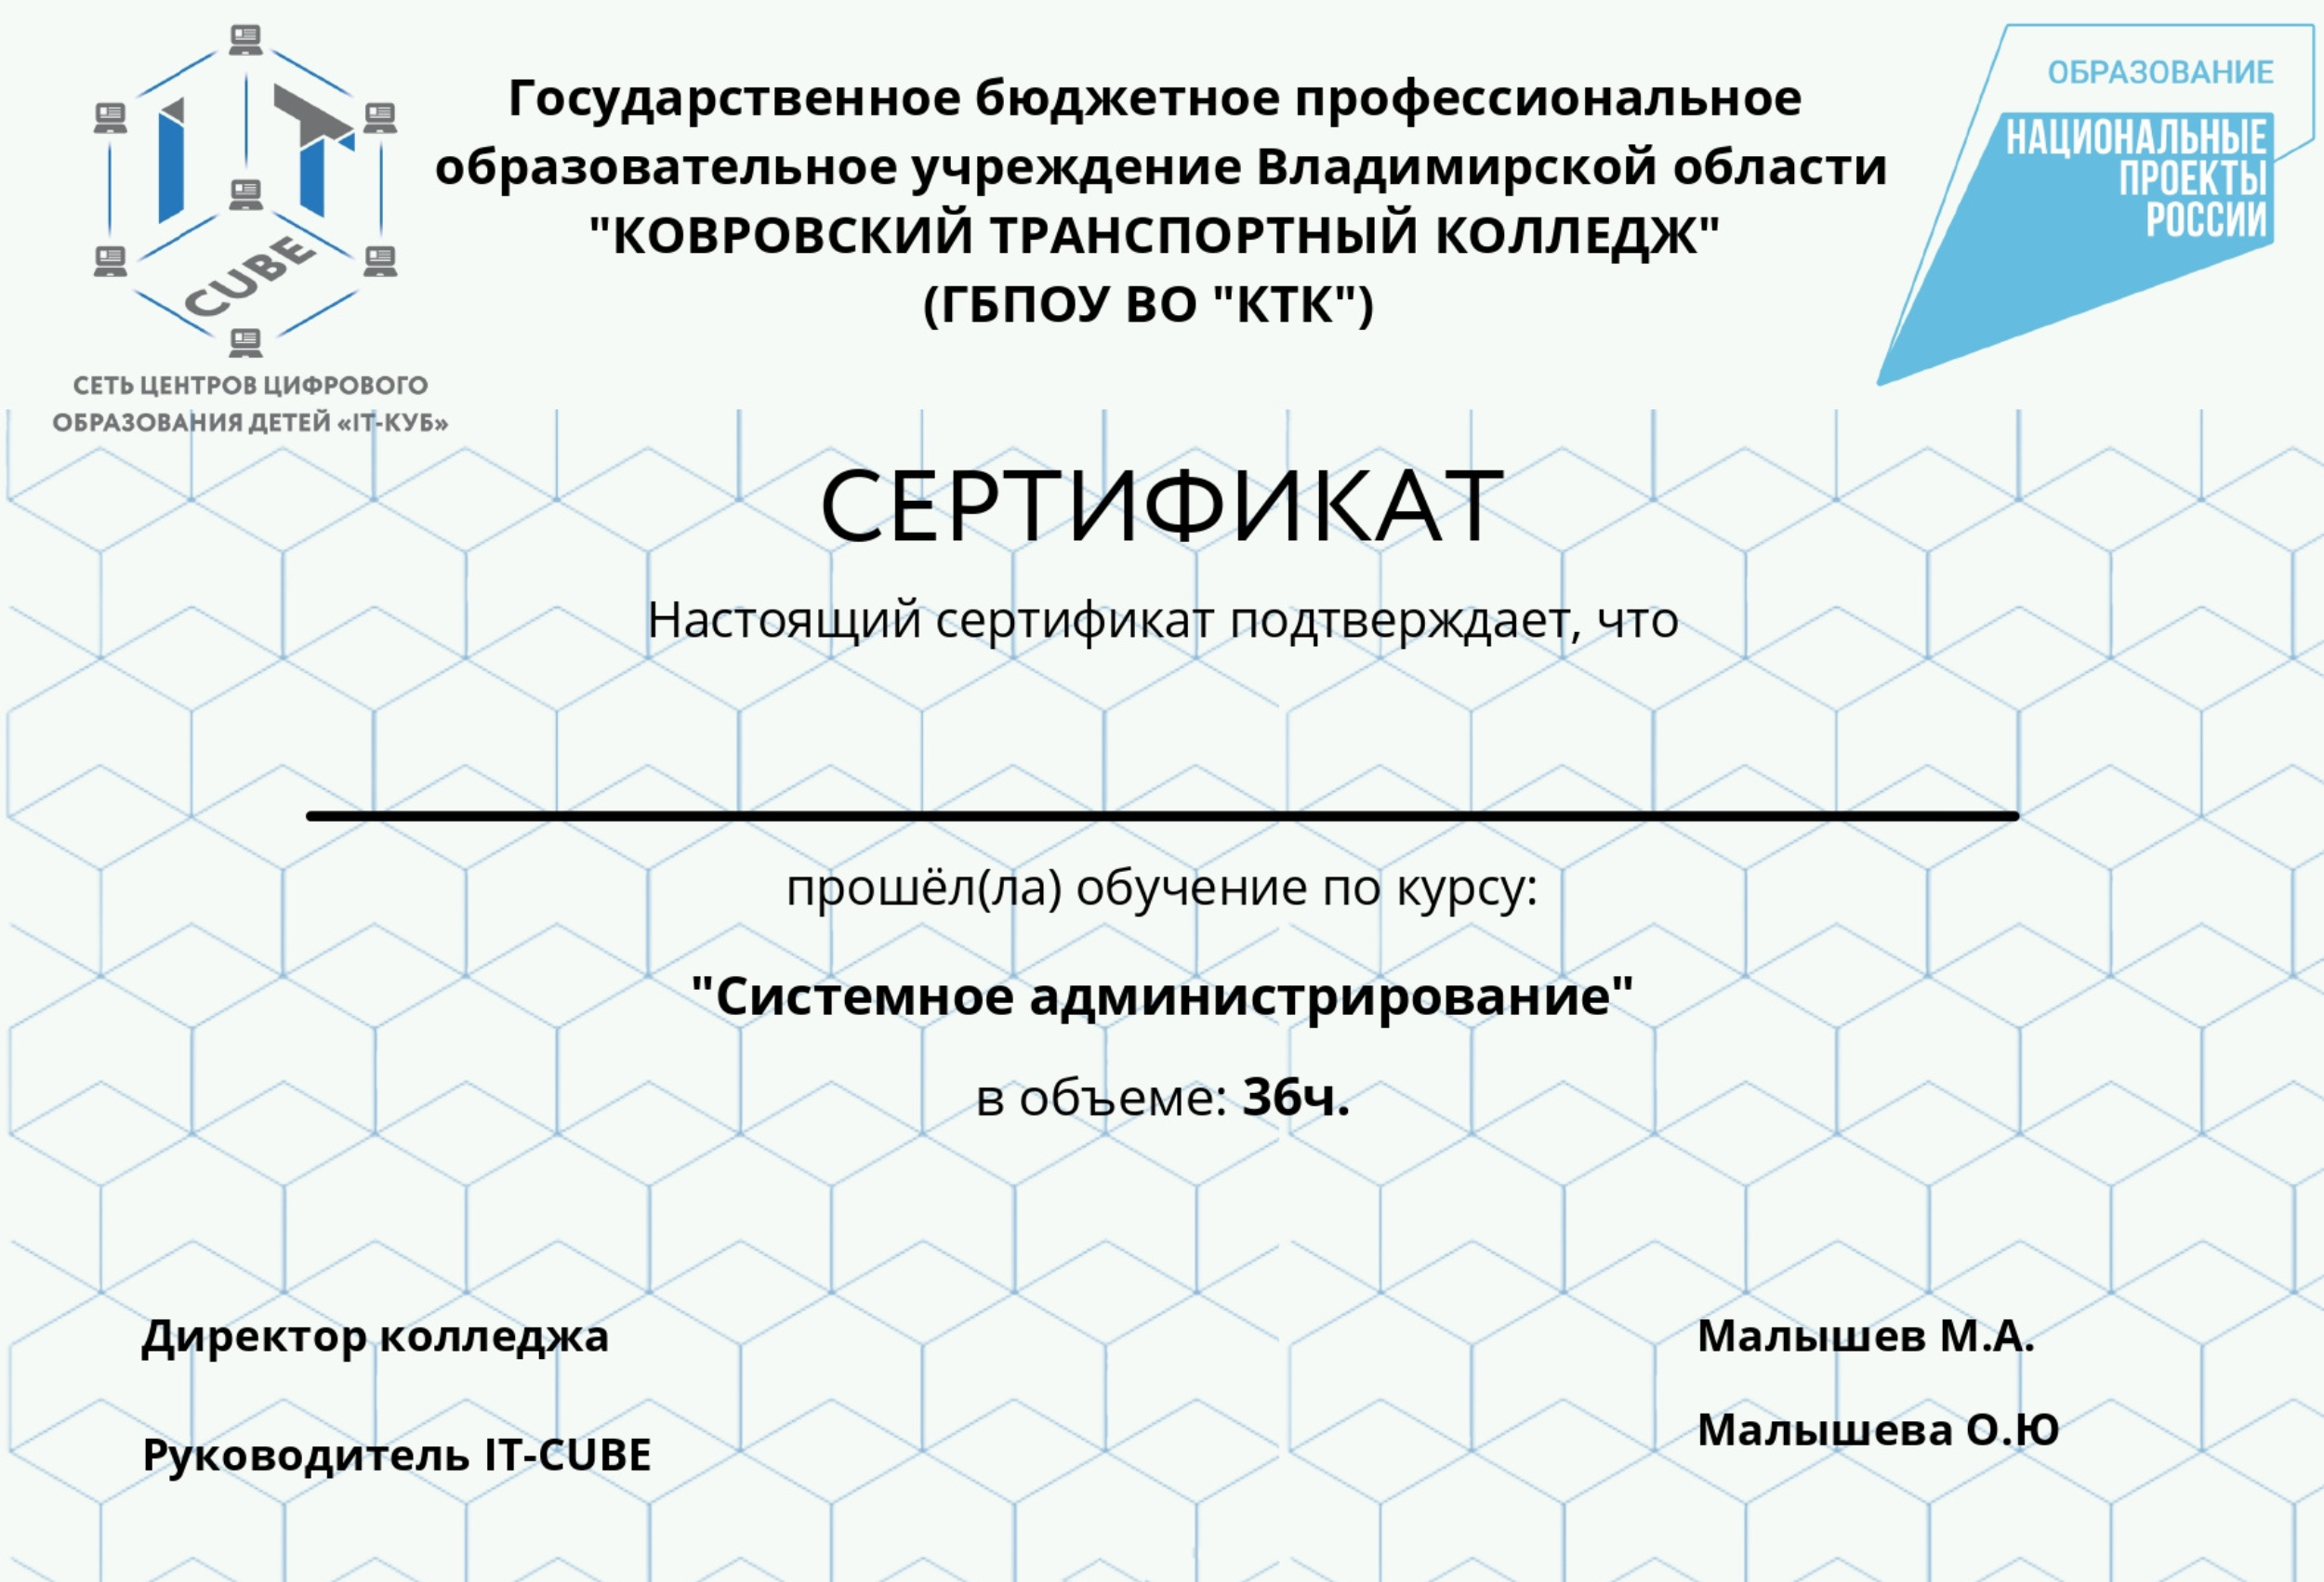 IT
CUBE
СЕТЬ ЦЕНТРОВ ЦИФРОВОГО
ОБРАЗОВАНИЯ ДЕТЕЙ «IT-КУБ»
Государственное бюджетное профессиональное
образовательное учреждение Владимирской области
"КОВРОВСКИЙ ТРАНСПОРТНЫЙ КОЛЛЕДЖ"
(ГБПОУ ВО "КТК")
ОБРАЗОВАНИЕ
НАЦИОНАЛЬНЫЕ
ПРОЕКТЫ
РОССИИ
СЕРТИФИКАТ
Настоящий сертификат подтверждает, что
прошёл(ла) обучение по курсу:
"Системное администрирование"
в объеме: 36ч.
Директор колледжа
Малышев М.А.
Руководитель IT-CUBE
Малышева О.Ю